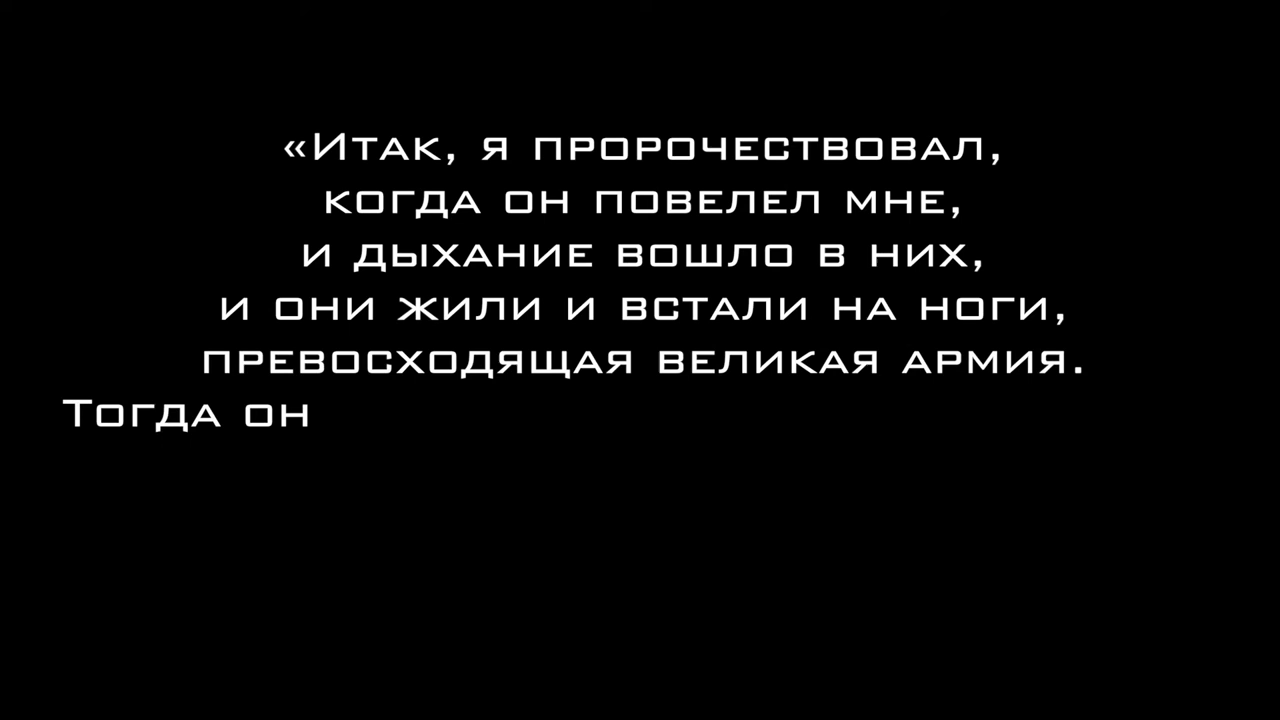 «Итак, я пророчествовал,
когда он повелел мне,
и дыхание вошло в них,
и они жили и встали на ноги,
превосходящая великая армия.
Тогда он